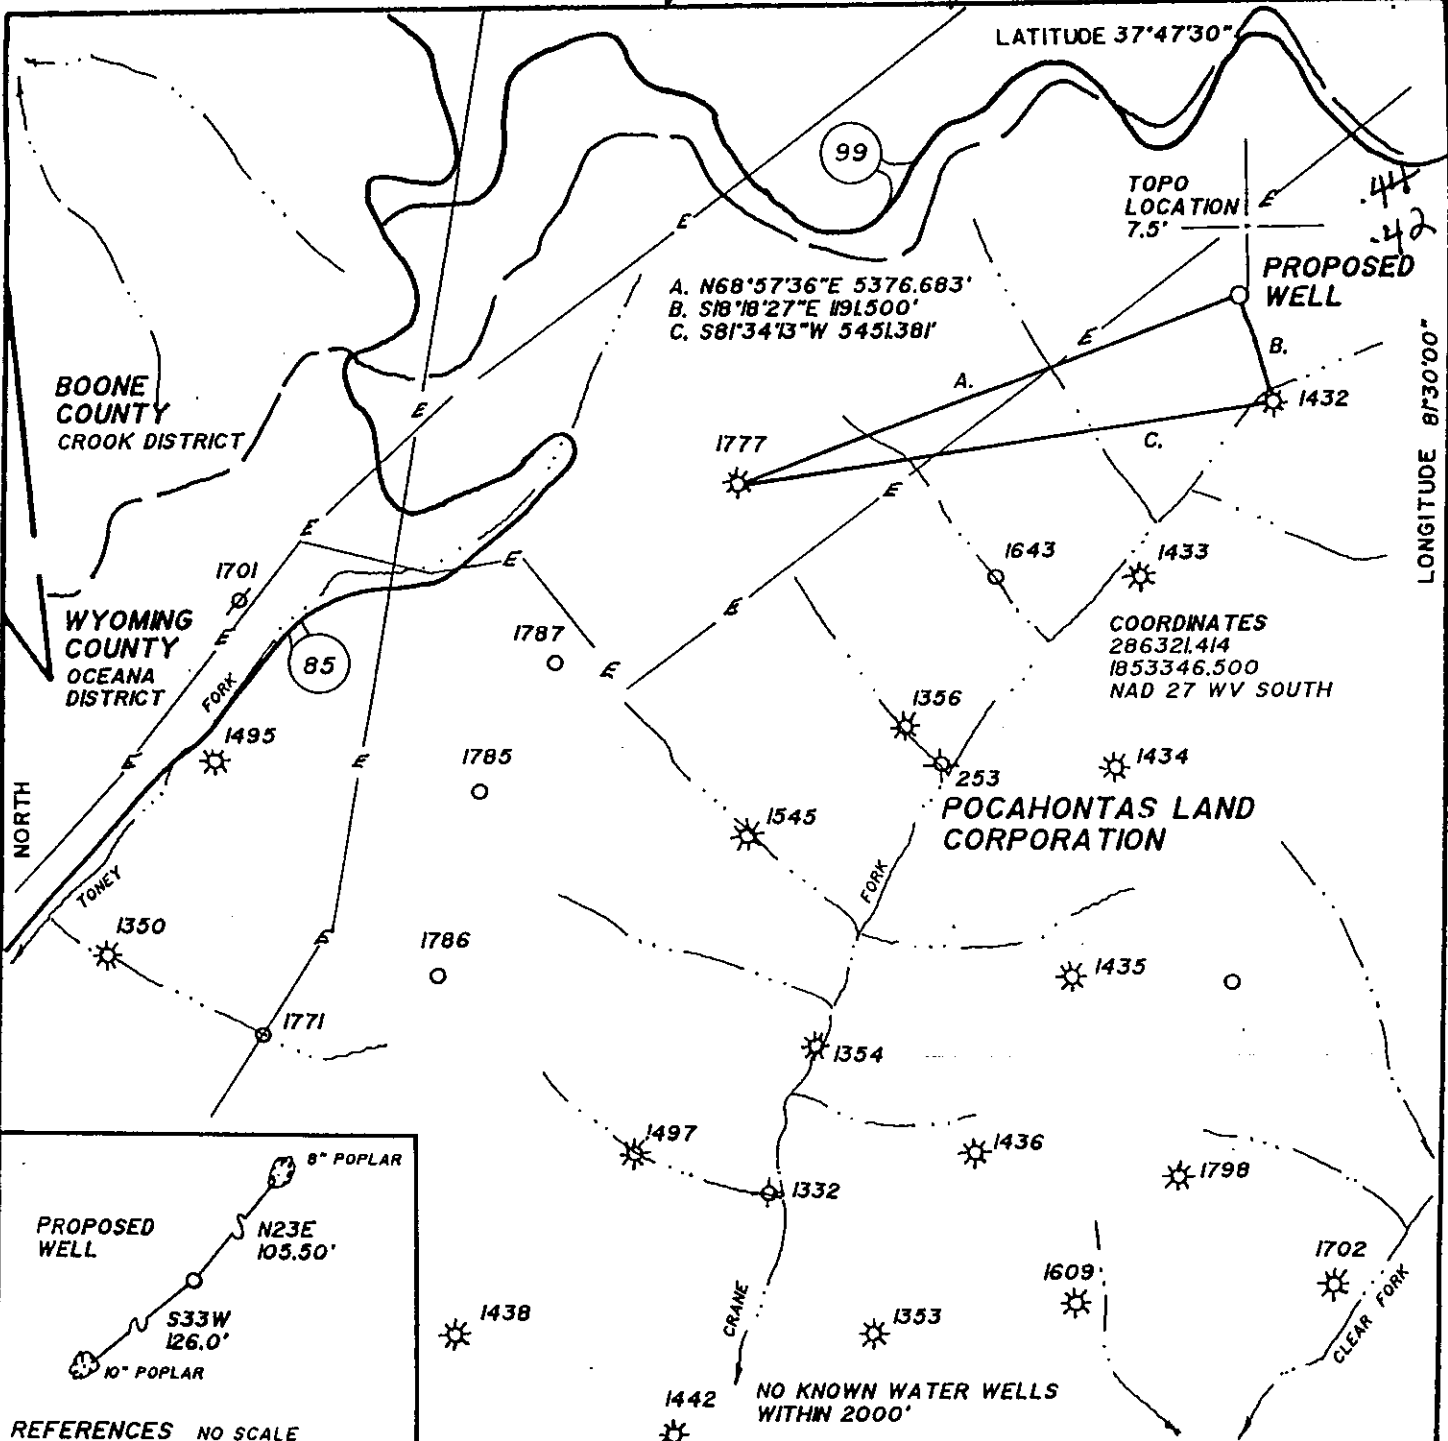 LATITUDE 37°47'30"
99
TOPO
LOCATION
7.5'
E
.44
.42
PROPOSED
WELL
E
A. N68°57'36"E 5376.683'
B. S18°18'27"E 1191.500'
C. S81°34'13"W 5451.381'
E
B.
LONGITUDE 81°30'00"
BOONE
COUNTY
CROOK DISTRICT
A.
1432
E
1777
C.
E
E
E
1701
1643
1433
WYOMING
COUNTY
OCEANA
DISTRICT
E
85
FORK
1787
E
COORDINATES
286321.414
1853346.500
NAD 27 WV SOUTH
1356
1495
E
E
1785
253
1434
NORTH
POCAHONTAS LAND
CORPORATION
1545
TONEY
FORK
1350
E
1786
1435
1771
1354
1497
1436
1798
1332
8" POPLAR
PROPOSED
WELL
N23E
105.50'
S33W
126.0'
10" POPLAR
REFERENCES NO SCALE
1702
1609
1438
CRANE
1353
CLEAR FORK
1442
NO KNOWN WATER WELLS
WITHIN 2000'